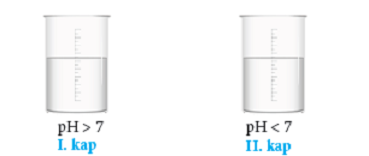 pH > 7
I. kap
pH < 7
II. kap